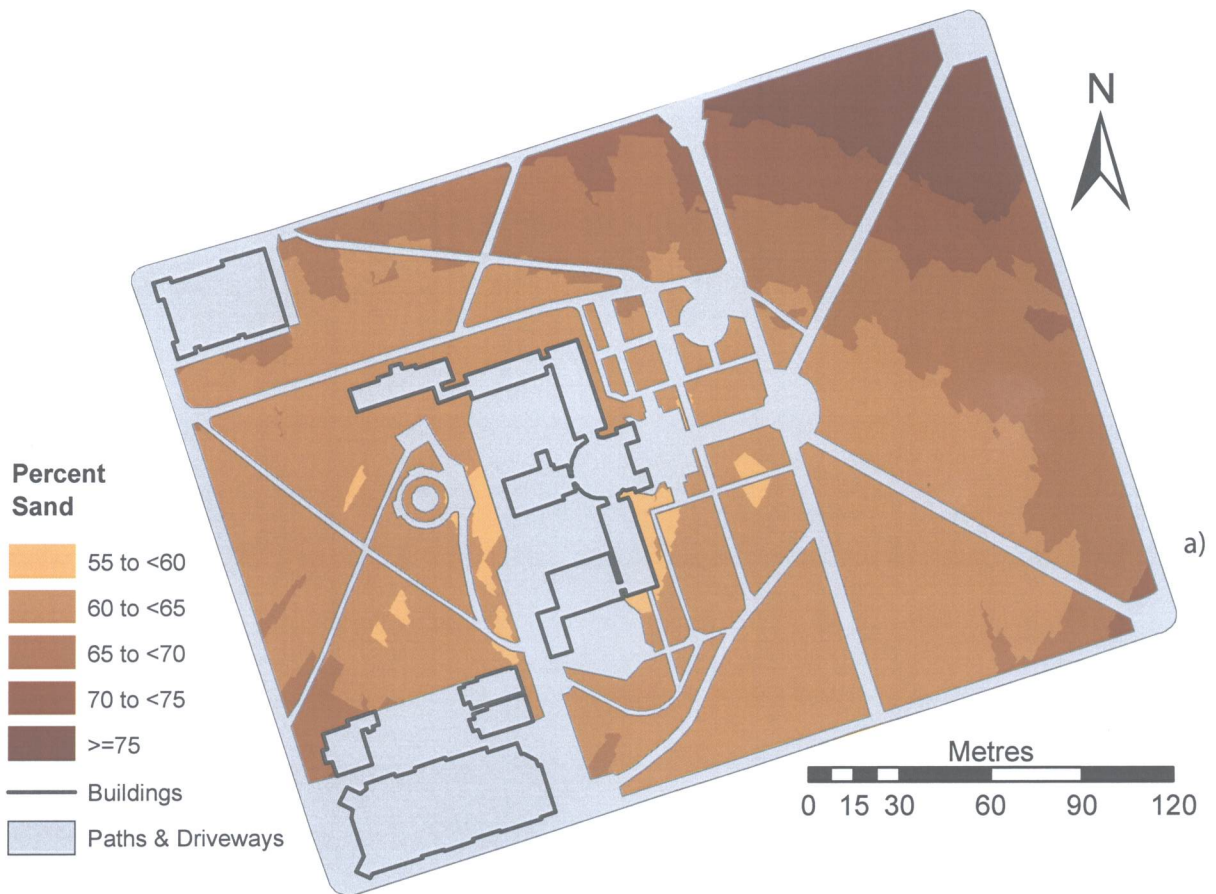 N
Percent
Sand
55 to <60
60 to <65
65 to <70
70 to <75
>=75
Buildings
Paths & Driveways
a)
Metres
0 15 30 60 90 120